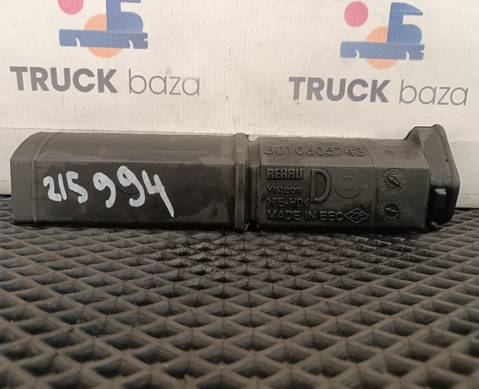 TRUCK baza
TRUCK baza
5010605743
REHAU
Visteon
D
>PE-HD<
MADE IN EEC
215994